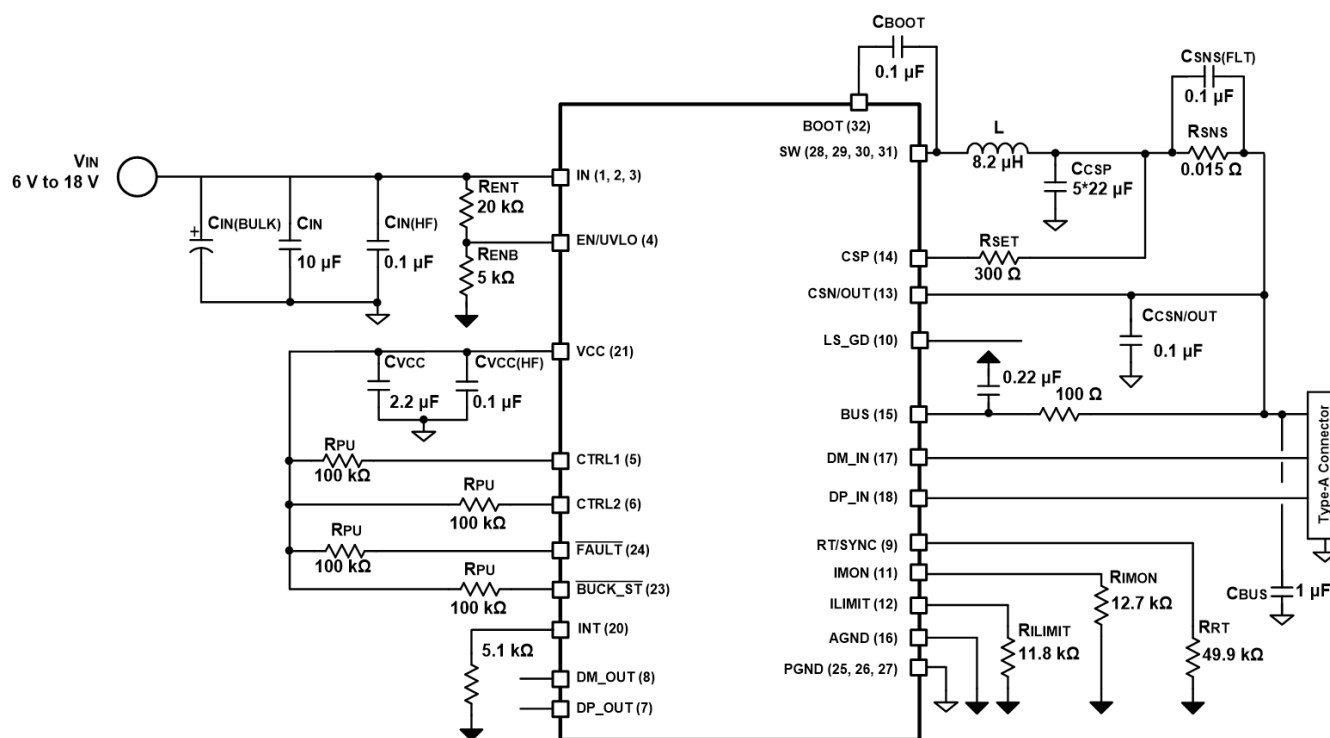 CBOOT
0.1 µF
CSNS(FLT)
0.1 µF
BOOT (32)
SW (28, 29, 30, 31)
L
8.2 µH
RSNS
0.015 Ω
CCSP
5*22 µF
VIN
6 V to 18 V
IN (1, 2, 3)
CIN(BULK)
+
CIN
10 µF
CIN(HF)
0.1 µF
RENT
20 kΩ
EN/UVLO (4)
RENB
5 kΩ
CSP (14)
RSET
300 Ω
CSN/OUT (13)
CCSN/OUT
0.1 µF
LS_GD (10)
VCC (21)
CVCC
2.2 µF
CVCC(HF)
0.1 µF
0.22 µF
100 Ω
BUS (15)
DM_IN (17)
DP_IN (18)
Type-A Connector
RPU
100 kΩ
CTRL1 (5)
RPU
100 kΩ
CTRL2 (6)
RPU
100 kΩ
FAULT (24)
RPU
100 kΩ
BUCK_ST (23)
INT (20)
5.1 kΩ
DM_OUT (8)
DP_OUT (7)
RT/SYNC (9)
IMON (11)
RIMON
12.7 kΩ
CBUS
1 µF
ILIMIT (12)
RILIMIT
11.8 kΩ
AGND (16)
RRT
49.9 kΩ
PGND (25, 26, 27)